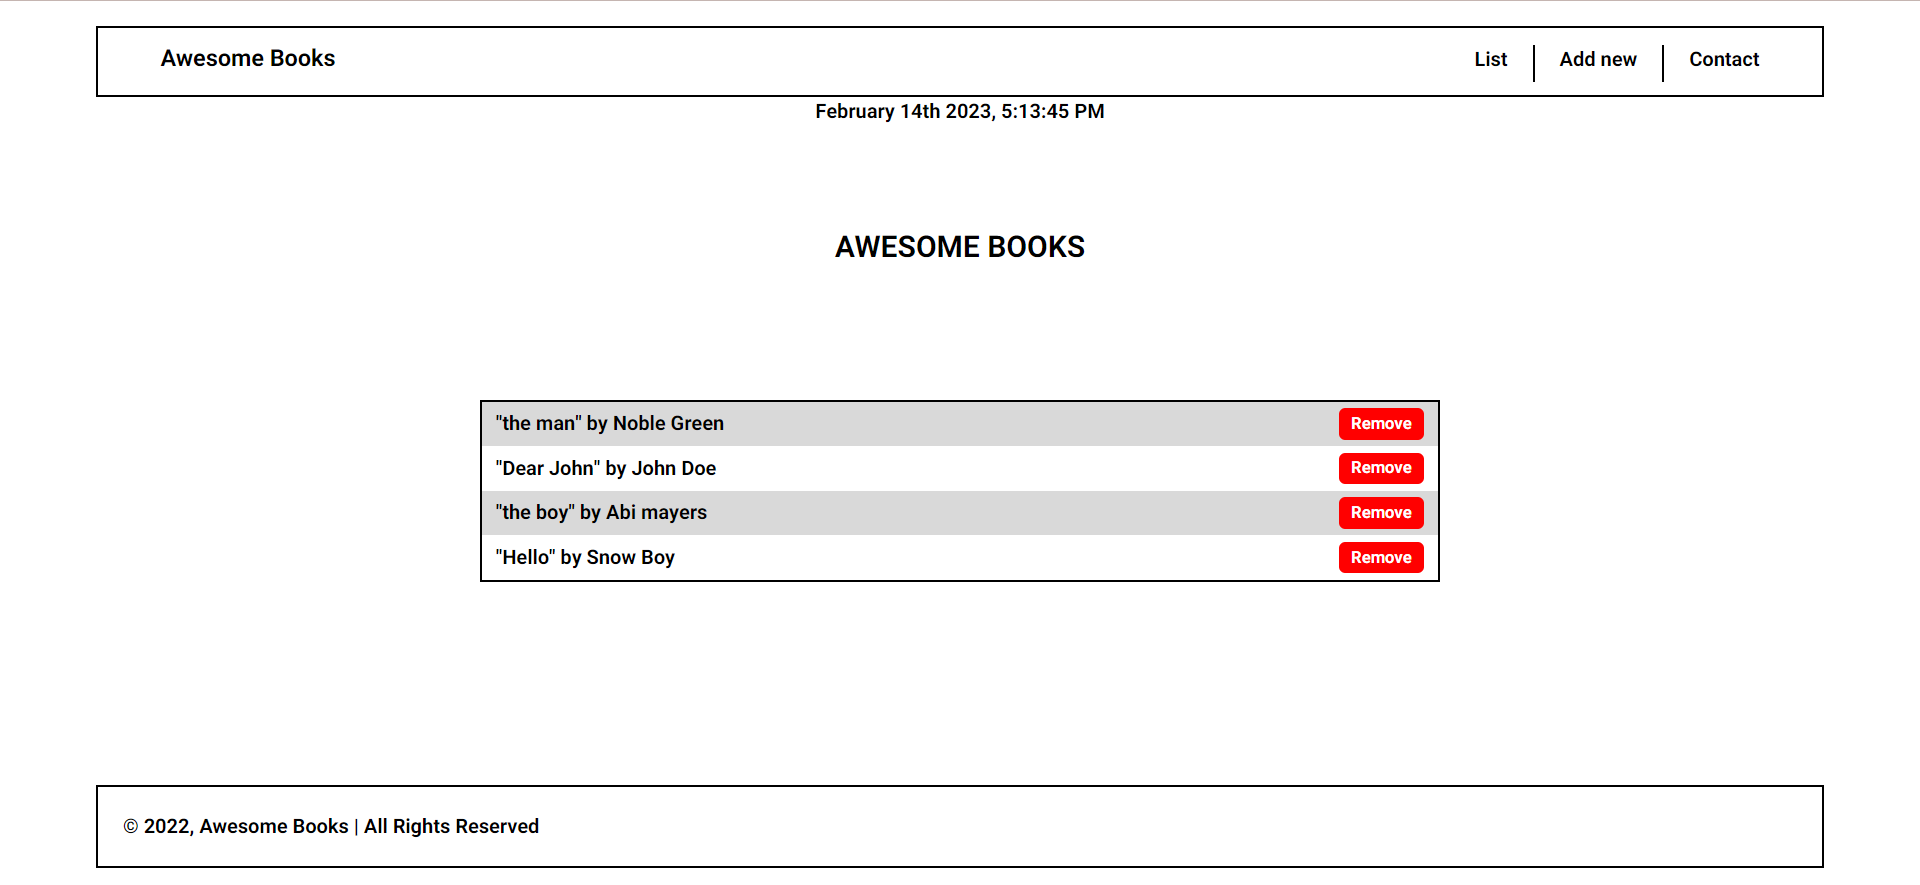 Awesome Books
List
Add new
Contact
February 14th 2023, 5:13:45 PM
AWESOME BOOKS
"the man" by Noble Green
Remove
"Dear John" by John Doe
Remove
"the boy" by Abi mayers
Remove
"Hello" by Snow Boy
Remove
© 2022, Awesome Books | All Rights Reserved